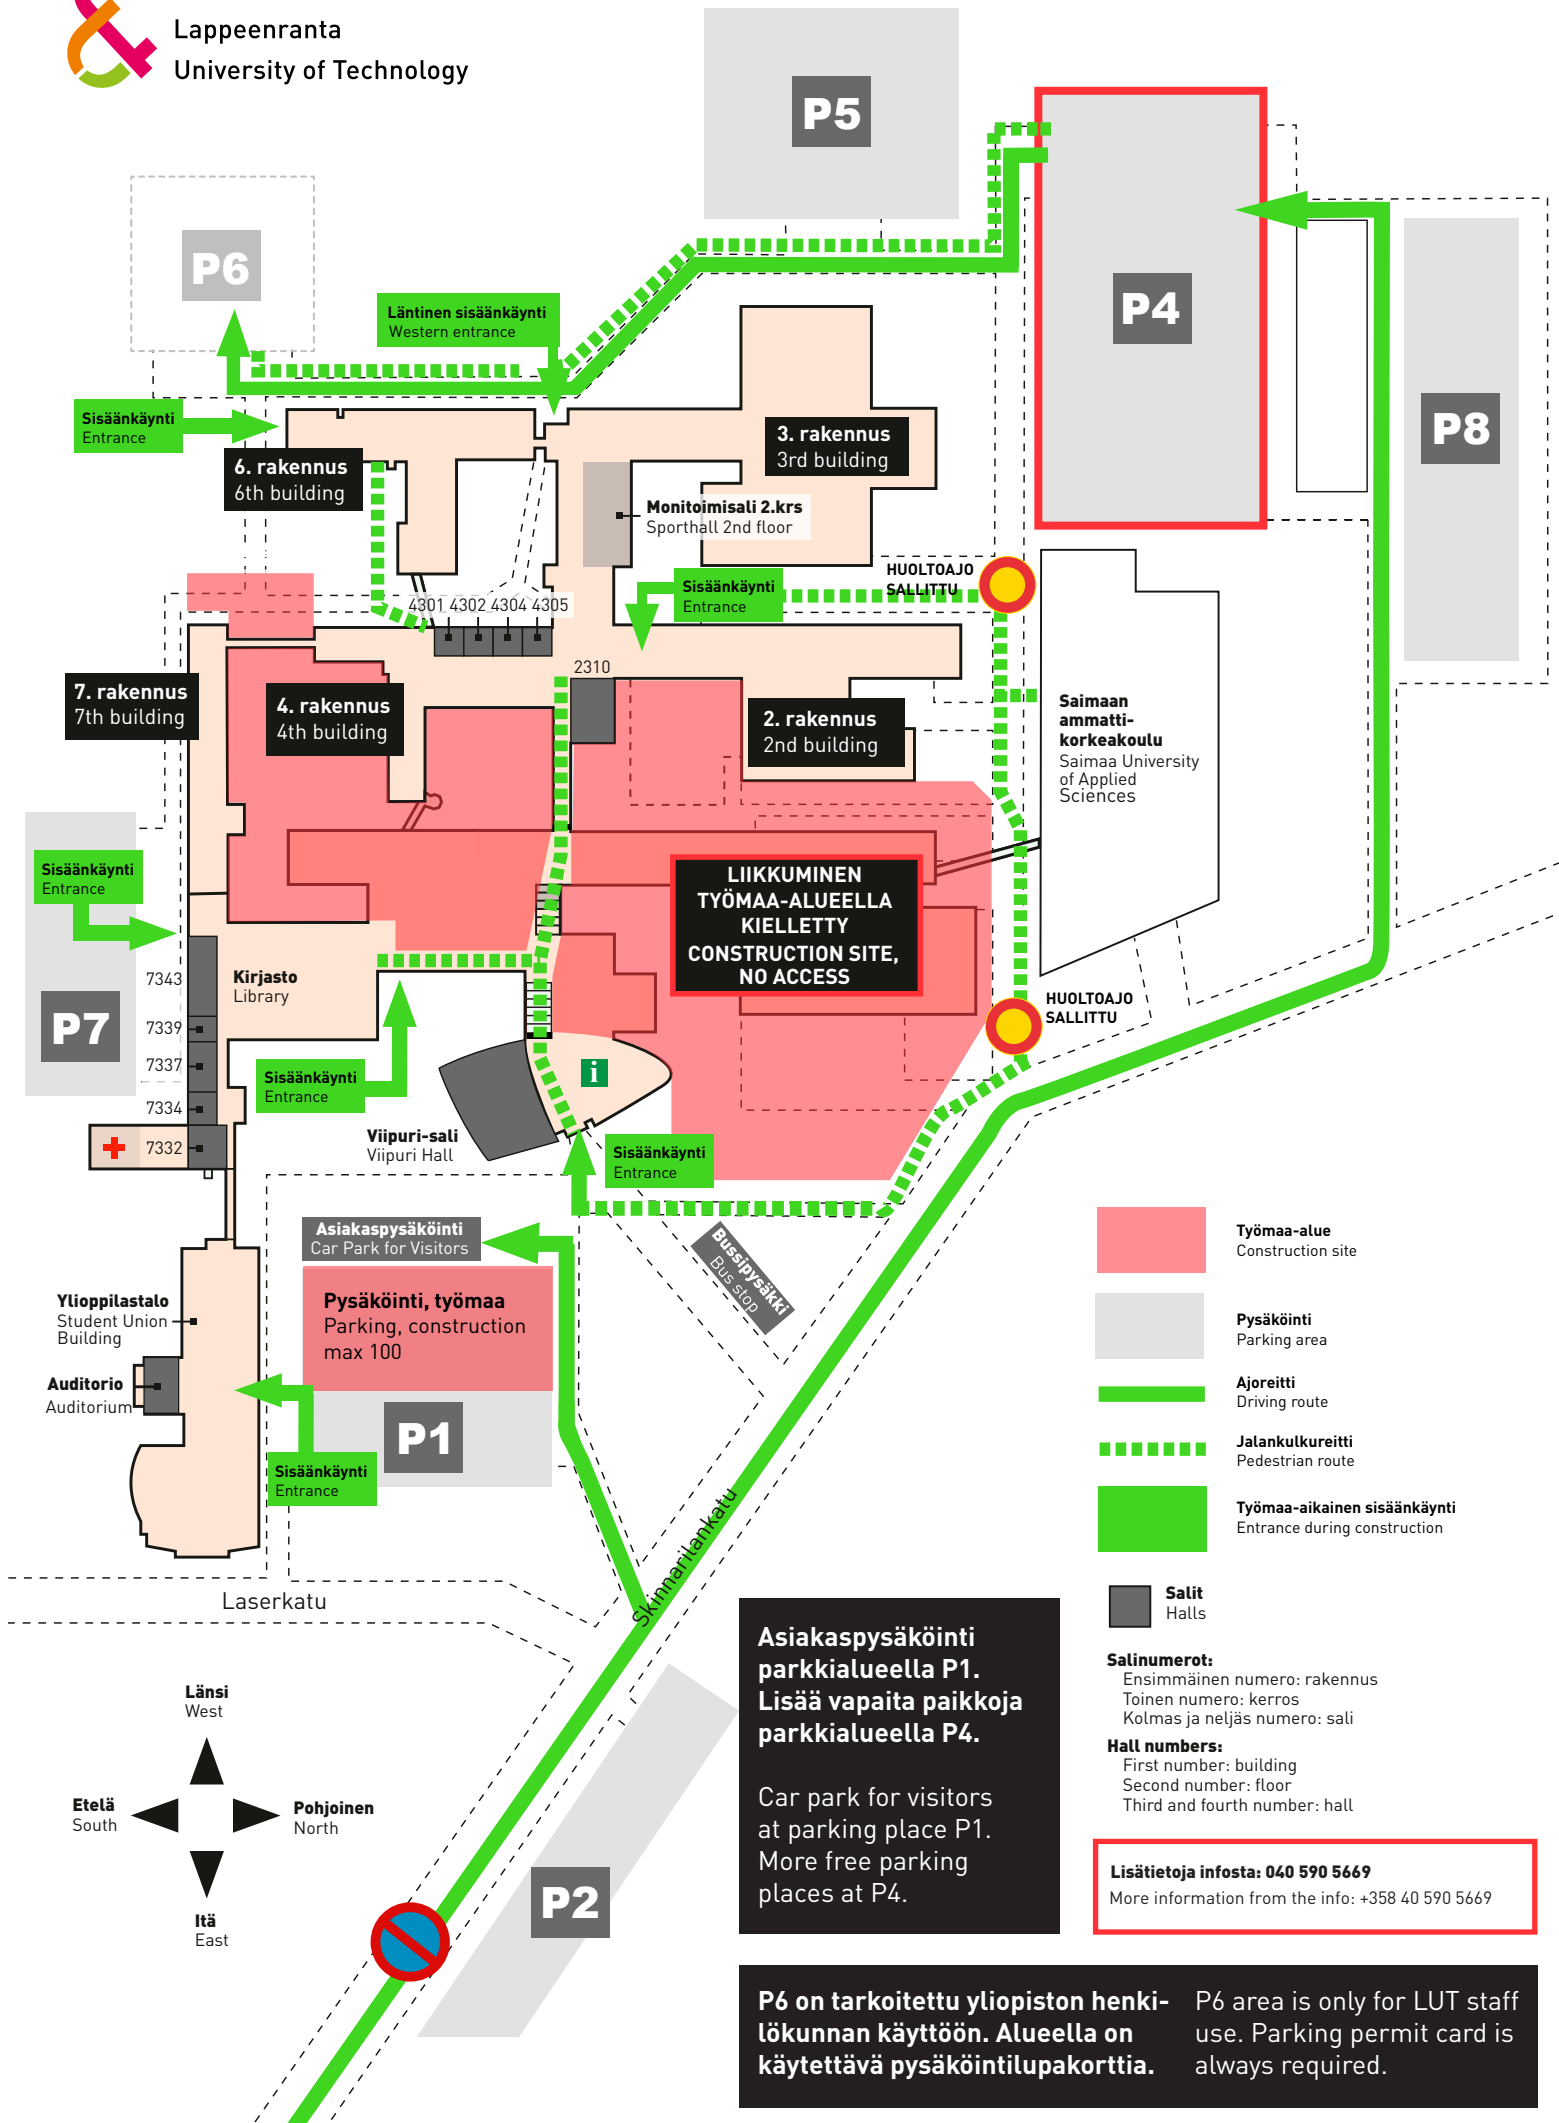 Lappeenranta
University of Technology
P5
P6
P4
P8
Läntinen sisäänkäynti
Western entrance
Sisäänkäynti
Entrance
3. rakennus
3rd building
6. rakennus
6th building
Monitoimisali 2.krs
Sporthall 2nd floor
HUOLTOAJO
SALLITTU
Sisäänkäynti
Entrance
4301 4302 4304 4305
2310
7. rakennus
7th building
4. rakennus
4th building
2. rakennus
2nd building
Saimaan
ammatti-
korkeakoulu
Saimaa University
of Applied
Sciences
Sisäänkäynti
Entrance
LIIKKUMINEN
TYÖMAA-ALUEELLA
KIELLETTY
CONSTRUCTION SITE,
NO ACCESS
7343
Kirjasto
Library
P7
7339
7337
7334
7332
HUOLTOAJO
SALLITTU
Sisäänkäynti
Entrance
i
Viipuri-sali
Viipuri Hall
Sisäänkäynti
Entrance
Asiakaspysäköinti
Car Park for Visitors
Bussipysäkki
Bus stop
Pysäköinti, työmaa
Parking, construction
max 100
Ylioppilastalo
Student Union
Building
Auditorio
Auditorium
P1
Sisäänkäynti
Entrance
Työmaa-alue
Construction site
Pysäköinti
Parking area
Ajoreitti
Driving route
Jalankulkureitti
Pedestrian route
Työmaa-aikainen sisäänkäynti
Entrance during construction
Salit
Halls
Salinumerot:
Ensimmäinen numero: rakennus
Toinen numero: kerros
Kolmas ja neljäs numero: sali
Hall numbers:
First number: building
Second number: floor
Third and fourth number: hall
Laserkatu
Skinnarilankatu
Länsi
West
Etelä
South
Pohjoinen
North
Itä
East
P2
Asiakaspysäköinti
parkkialueella P1.
Lisää vapaita paikkoja
parkkialueella P4.
Car park for visitors
at parking place P1.
More free parking
places at P4.
Lisätietoja infosta: 040 590 5669
More information from the info: +358 40 590 5669
P6 on tarkoitettu yliopiston henki-
lökunnan käyttöön. Alueella on
käytettävä pysäköintilupakorttia.
P6 area is only for LUT staff
use. Parking permit card is
always required.